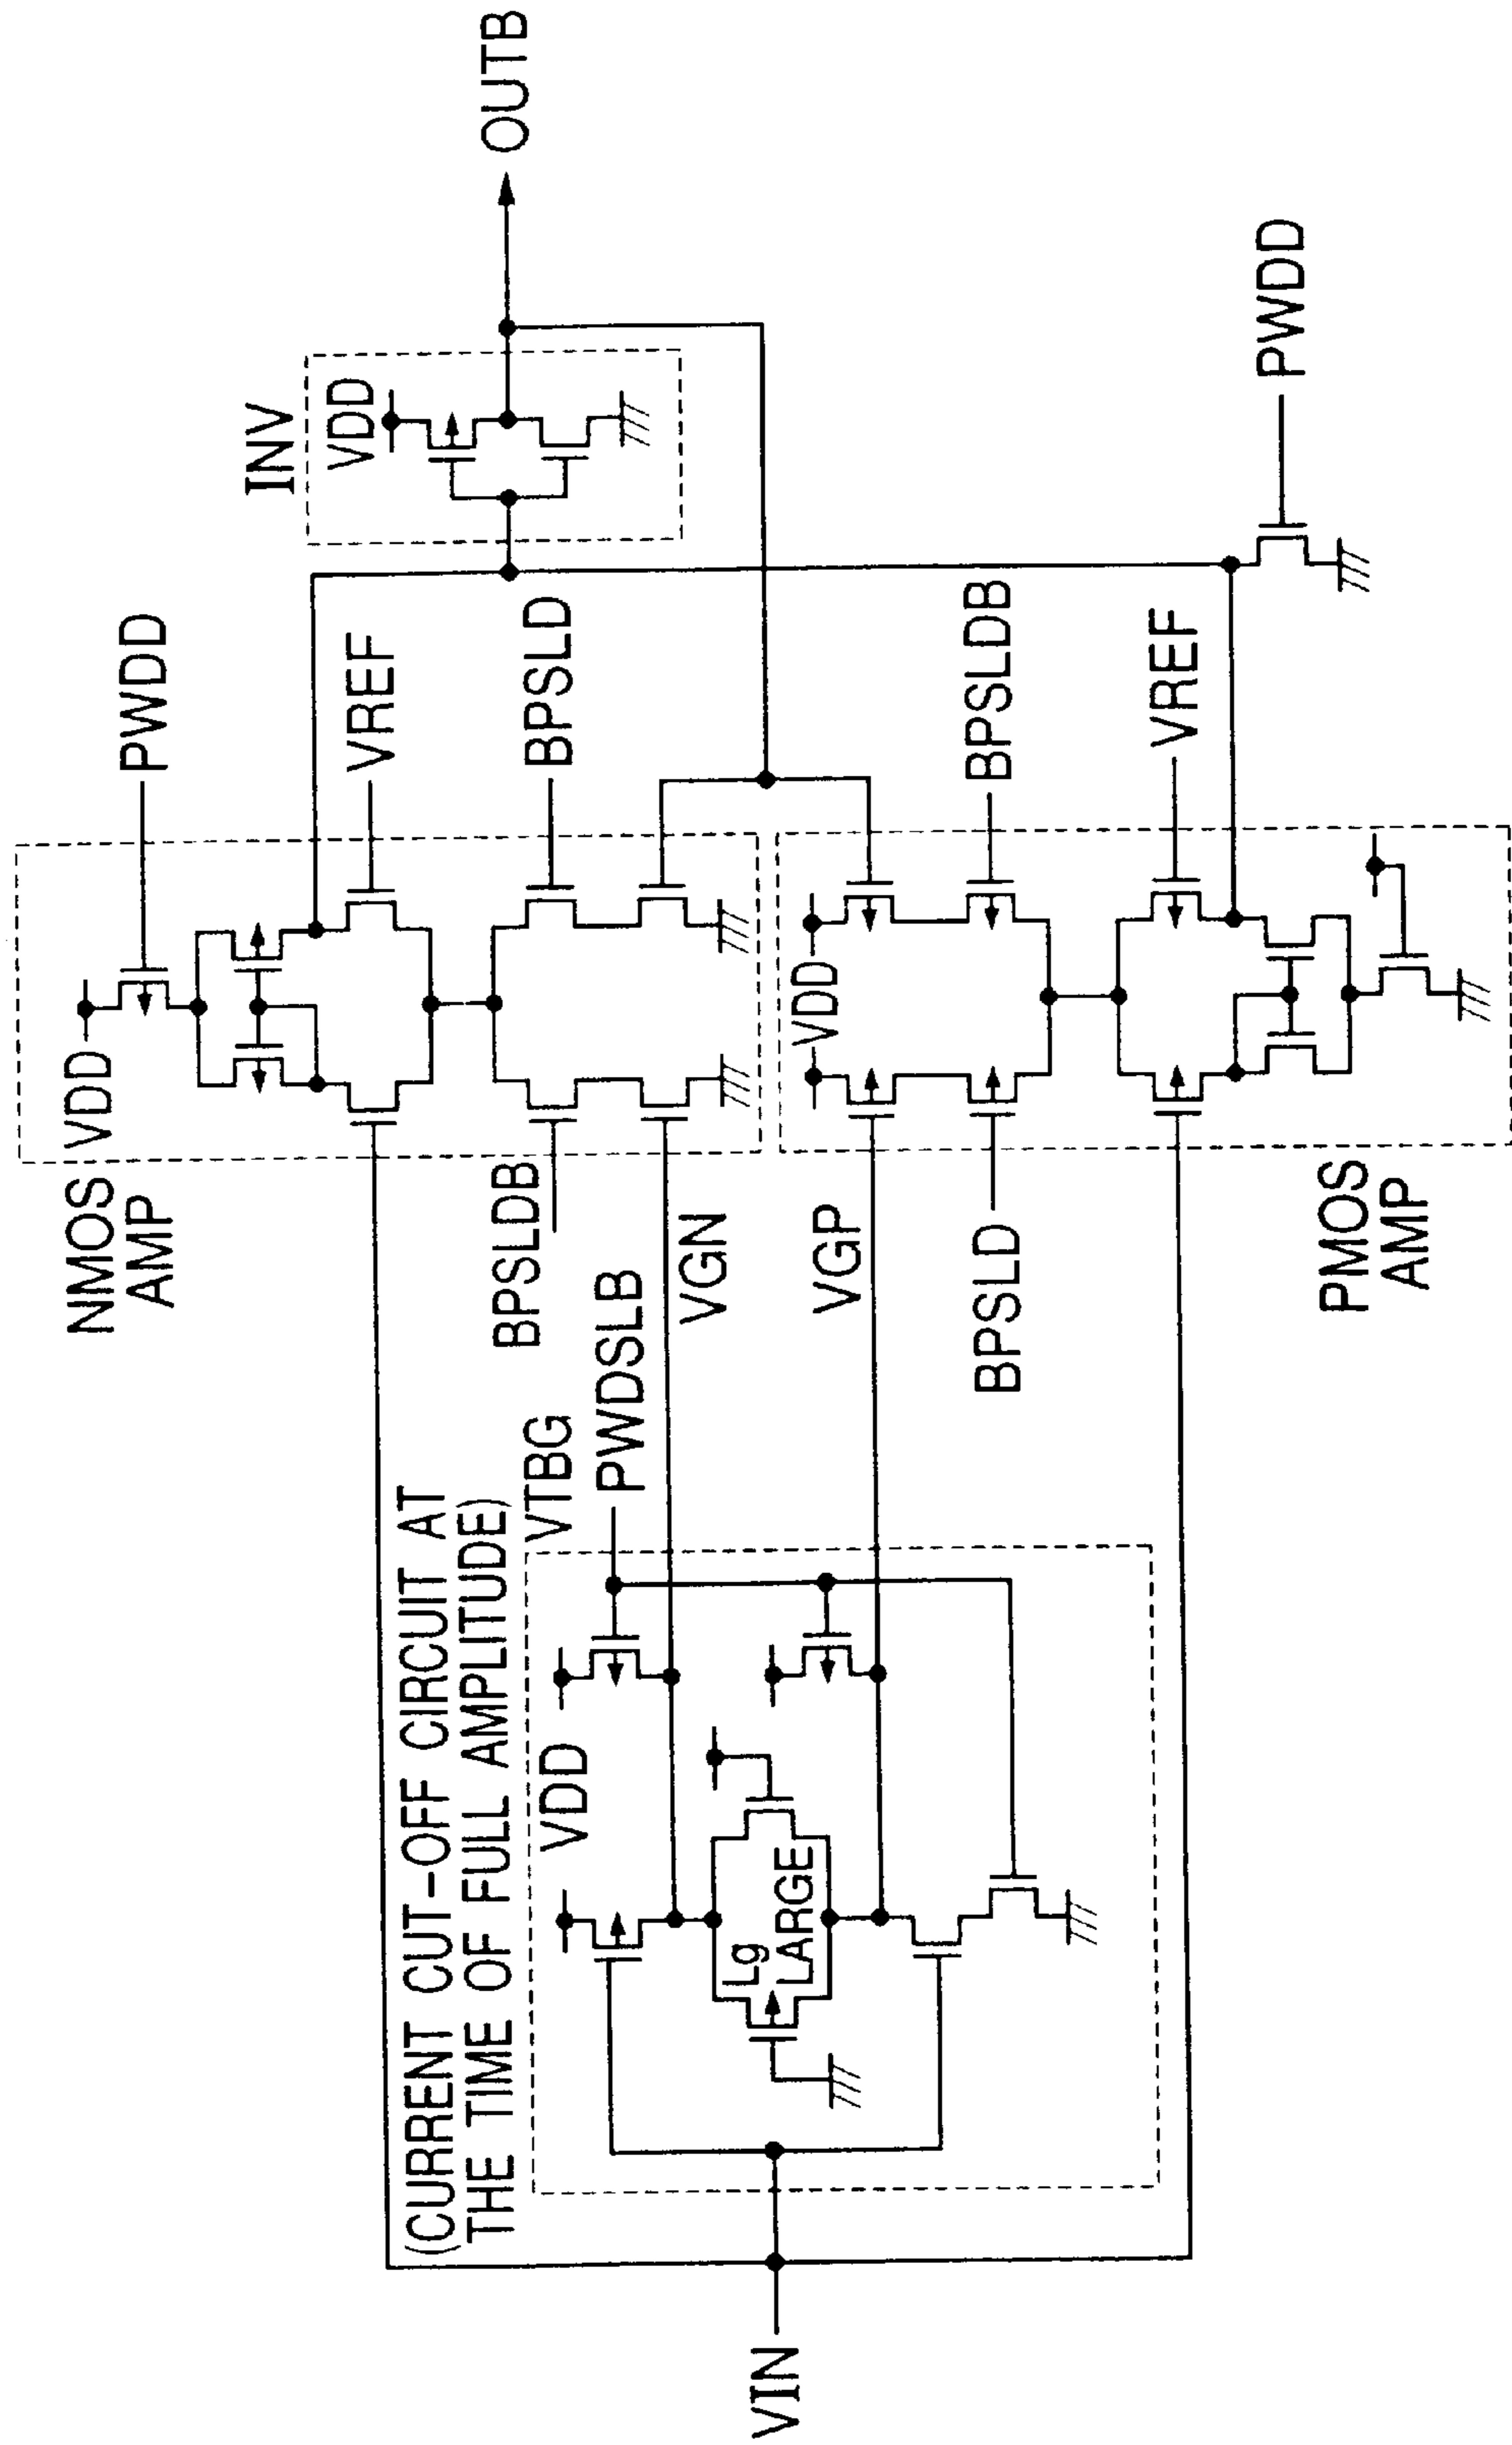 NMOS
AMP
VDD
PWDD
VREF
BPSLDB
BPSLD
VGN
INV
VDD
OUTB
(CURRENT CUT-OFF CIRCUIT AT
THE TIME OF FULL AMPLITUDE)
VTBG
PWDSLB
VDD
Lg
LARGE
VIN
VGP
VDD
BPSLD
BPSLDB
VREF
PMOS
AMP
PWDD